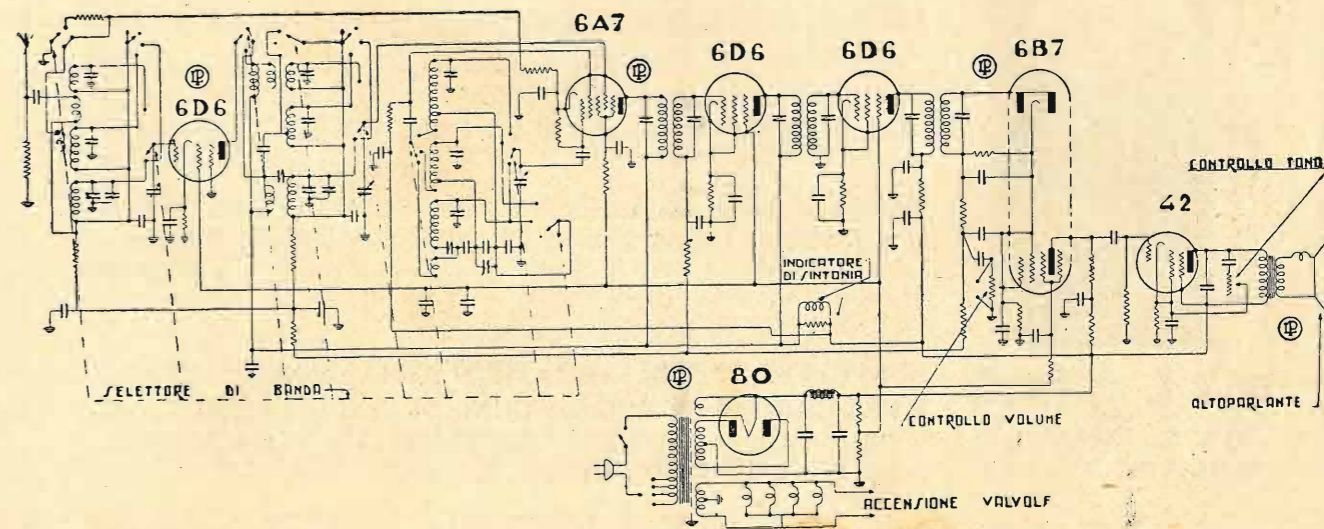 6A7
6D6
6D6
6B7
6D6
CONTROLLO TONO
42
INDICATORE
DI SINTONIA
SELETTORE DI BANDA
80
CONTROLLO VOLUME
ALTOPARLANTE
ACCENSIONE VALVOLE